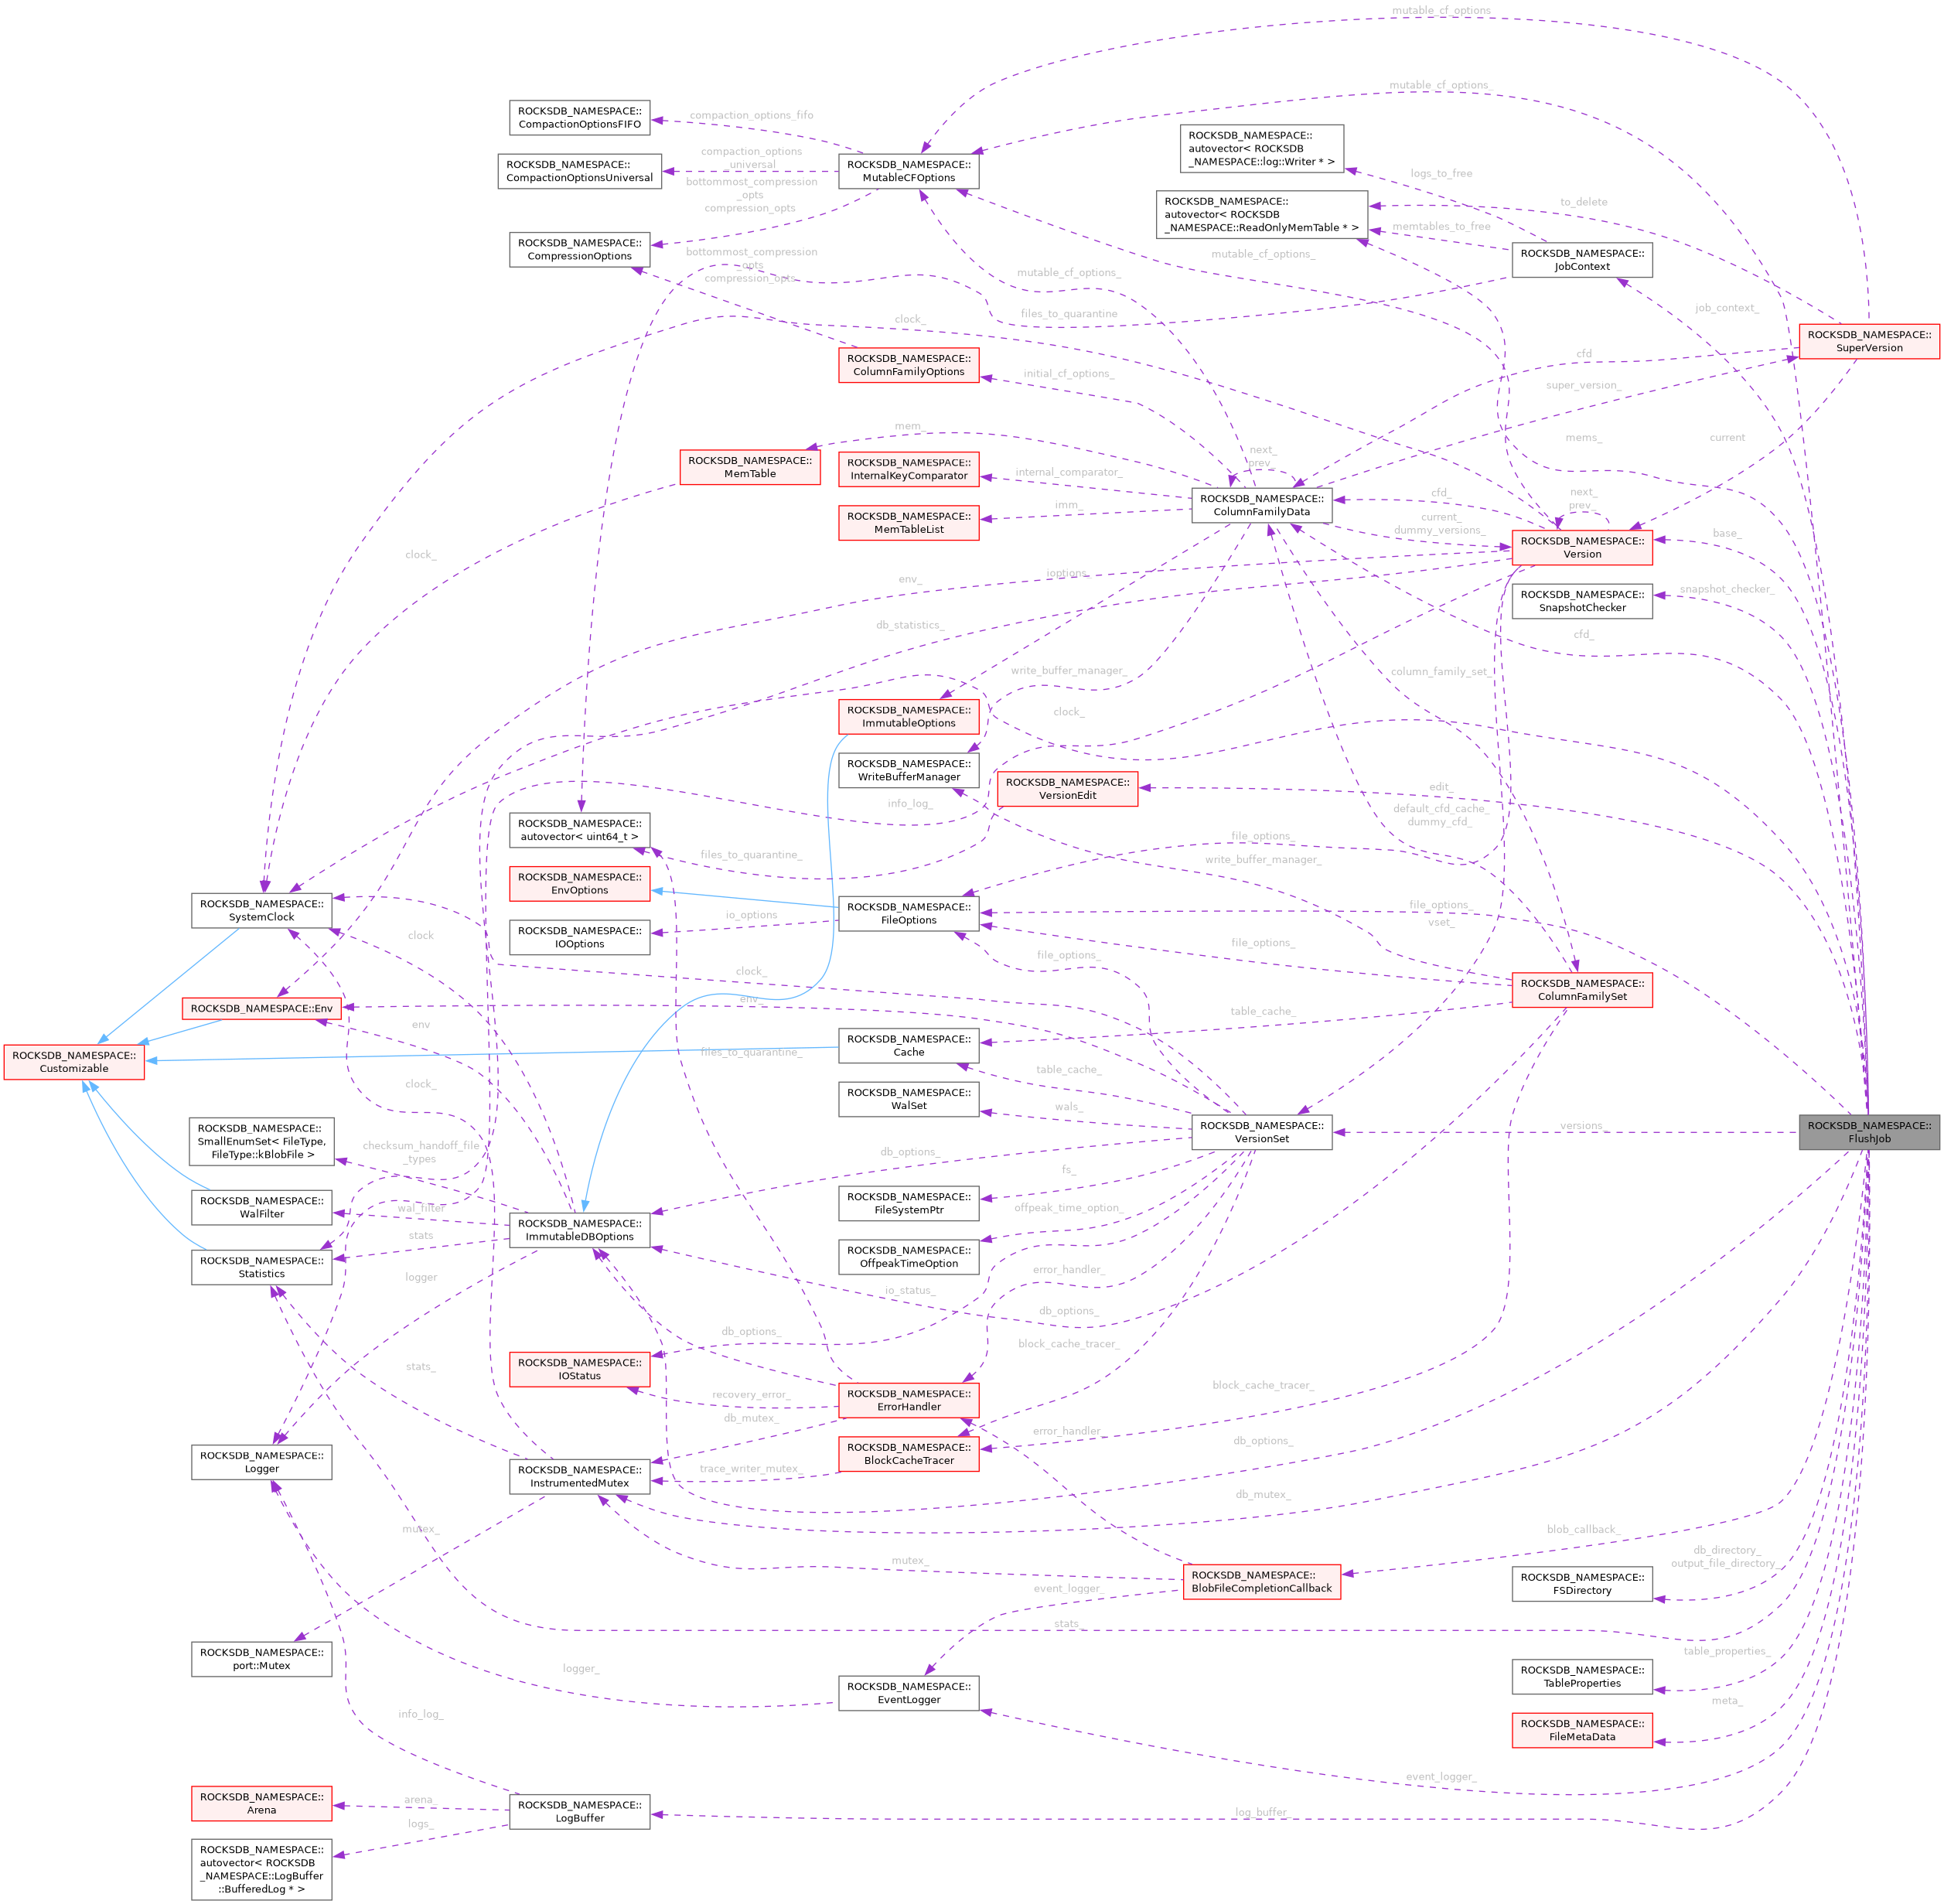 mutable_cf_options
mutable_cf_options_
ROCKSDB_NAMESPACE::
CompactionOptionsFIFO
compaction_options_fifo
ROCKSDB_NAMESPACE::
autovector< ROCKSDB
_NAMESPACE::log::Writer * >
ROCKSDB_NAMESPACE::
CompactionOptionsUniversal
compaction_options
_universal
ROCKSDB_NAMESPACE::
MutableCFOptions
logs_to_free
bottommost_compression
_opts
compression_opts
ROCKSDB_NAMESPACE::
autovector< ROCKSDB
_NAMESPACE::ReadOnlyMemTable * >
to_delete
memtables_to_free
ROCKSDB_NAMESPACE::
CompressionOptions
bottommost_compression
_opts
compression_opts
mutable_cf_options_
mutable_cf_options_
ROCKSDB_NAMESPACE::
JobContext
job_context_
clock_
files_to_quarantine
ROCKSDB_NAMESPACE::
SuperVersion
ROCKSDB_NAMESPACE::
ColumnFamilyOptions
initial_cf_options_
cfd
super_version_
mem_
mems_
current
ROCKSDB_NAMESPACE::
MemTable
ROCKSDB_NAMESPACE::
InternalKeyComparator
internal_comparator_
next_
prev_
ROCKSDB_NAMESPACE::
MemTableList
imm_
ROCKSDB_NAMESPACE::
ColumnFamilyData
cfd_
current_
dummy_versions_
next_
prev_
ROCKSDB_NAMESPACE::
Version
base_
clock_
env_
ioptions_
ROCKSDB_NAMESPACE::
SnapshotChecker
snapshot_checker_
db_statistics_
cfd_
write_buffer_manager_
column_family_set_
ROCKSDB_NAMESPACE::
ImmutableOptions
clock_
ROCKSDB_NAMESPACE::
WriteBufferManager
ROCKSDB_NAMESPACE::
VersionEdit
edit_
info_log_
default_cfd_cache_
dummy_cfd_
ROCKSDB_NAMESPACE::
autovector< uint64_t >
files_to_quarantine_
file_options_
write_buffer_manager_
ROCKSDB_NAMESPACE::
EnvOptions
ROCKSDB_NAMESPACE::
SystemClock
ROCKSDB_NAMESPACE::
FileOptions
io_options
ROCKSDB_NAMESPACE::
IOOptions
file_options_
vset_
clock
file_options_
file_options_
clock_
env_
ROCKSDB_NAMESPACE::
ColumnFamilySet
ROCKSDB_NAMESPACE::Env
env
table_cache_
ROCKSDB_NAMESPACE::
Customizable
ROCKSDB_NAMESPACE::
Cache
files_to_quarantine_
table_cache_
clock_
ROCKSDB_NAMESPACE::
WalSet
wals_
ROCKSDB_NAMESPACE::
SmallEnumSet< FileType,
FileType::kBlobFile >
checksum_handoff_file
_types
ROCKSDB_NAMESPACE::
VersionSet
versions_
ROCKSDB_NAMESPACE::
FlushJob
db_options_
fs_
ROCKSDB_NAMESPACE::
WalFilter
wal_filter
ROCKSDB_NAMESPACE::
FileSystemPtr
offpeak_time_option_
ROCKSDB_NAMESPACE::
ImmutableDBOptions
stats
ROCKSDB_NAMESPACE::
Statistics
ROCKSDB_NAMESPACE::
OffpeakTimeOption
error_handler_
logger
io_status_
db_options_
db_options_
block_cache_tracer_
ROCKSDB_NAMESPACE::
IOStatus
stats_
recovery_error_
ROCKSDB_NAMESPACE::
ErrorHandler
block_cache_tracer_
db_mutex_
error_handler_
db_options_
ROCKSDB_NAMESPACE::
BlockCacheTracer
trace_writer_mutex_
ROCKSDB_NAMESPACE::
Logger
ROCKSDB_NAMESPACE::
InstrumentedMutex
db_mutex_
mutex_
blob_callback_
mutex_
db_directory_
output_file_directory_
ROCKSDB_NAMESPACE::
BlobFileCompletionCallback
ROCKSDB_NAMESPACE::
FSDirectory
event_logger_
stats_
ROCKSDB_NAMESPACE::
port::Mutex
logger_
table_properties_
ROCKSDB_NAMESPACE::
TableProperties
ROCKSDB_NAMESPACE::
EventLogger
meta_
info_log_
ROCKSDB_NAMESPACE::
FileMetaData
event_logger_
ROCKSDB_NAMESPACE::
Arena
arena_
ROCKSDB_NAMESPACE::
LogBuffer
log_buffer_
logs_
ROCKSDB_NAMESPACE::
autovector< ROCKSDB
_NAMESPACE::LogBuffer
::BufferedLog * >